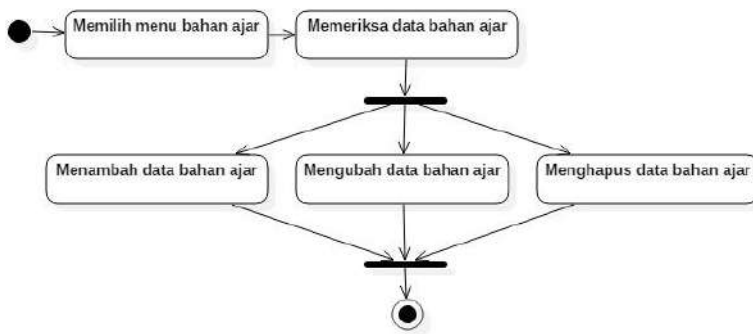 Memilih menu bahan ajar
Memeriksa data bahan ajar
Menambah data bahan ajar
Mengubah data bahan ajar
Menghapus data bahan ajar